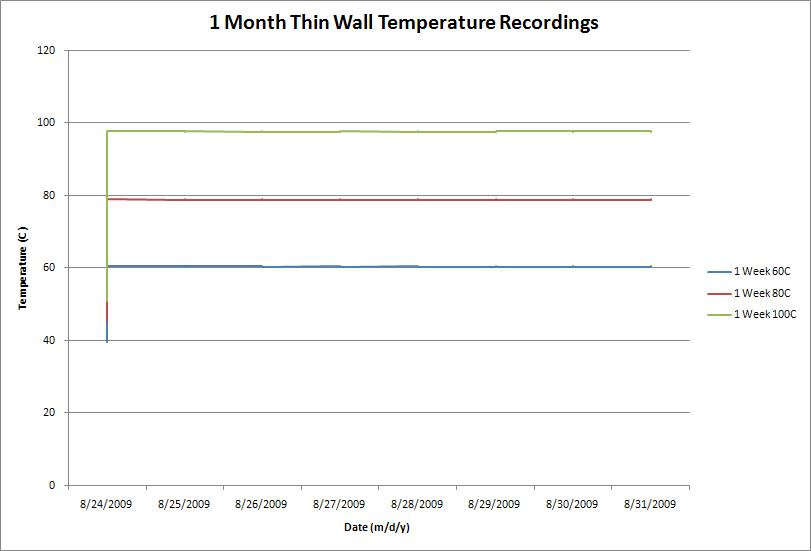 1 Month Thin Wall Temperature Recordings
120
100
80
60
40
20
0
Temperature (C )
8/24/2009 8/25/2009 8/26/2009 8/27/2009 8/28/2009 8/29/2009 8/30/2009 8/31/2009
Date (m/d/y)
1 Week 60C
1 Week 80C
1 Week 100C